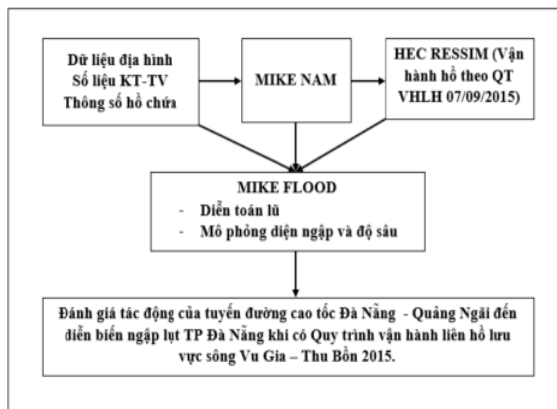 Dữ liệu địa hình
Số liệu KT-TV
Thông số hồ chứa
MIKE NAM
HEC RESSIM (Vận
hành hồ theo QT
VHLH 07/09/2015)
MIKE FLOOD
- Diễn toán lũ
- Mô phỏng diện ngập và độ sâu
Đánh giá tác động của tuyến đường cao tốc Đà Nẵng - Quảng Ngãi đến
diễn biến ngập lụt TP Đà Nẵng khi có Quy trình vận hành liên hồ lưu
vực sông Vu Gia – Thu Bồn 2015.